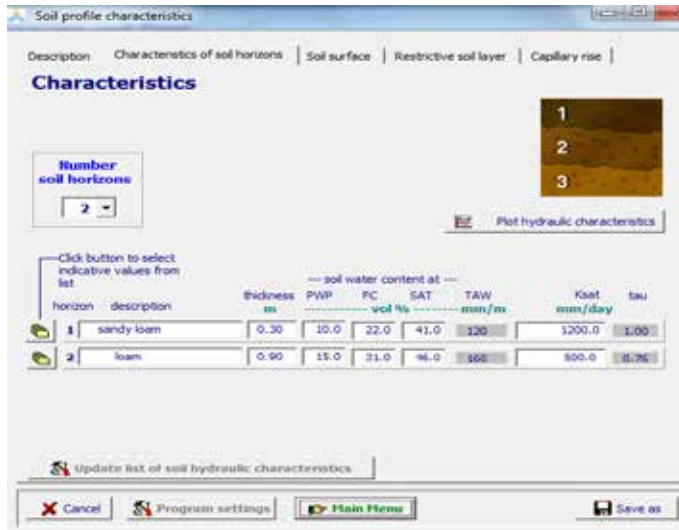 Soil profile characteristics
Description Characteristics of soil horizons | Soil surface | Restrictive soil layer | Capillary rise |
Characteristics
1
2
3
Number
soil horizons
2
Plot hydraulic characteristics
Click button to select
indicative values from
list
--- soil water content at ---
horizon description thickness PWP FC SAT TAW Ksat tau
m ---------- vol % -------- mm/m mm/day
1 sandy loam 0.30 10.0 22.0 41.0 120 1200.0 1.00
2 loam 0.90 15.0 31.0 46.0 160 500.0 0.76
Update list of soil hydraulic characteristics
Cancel Program settings Main Menu Save as